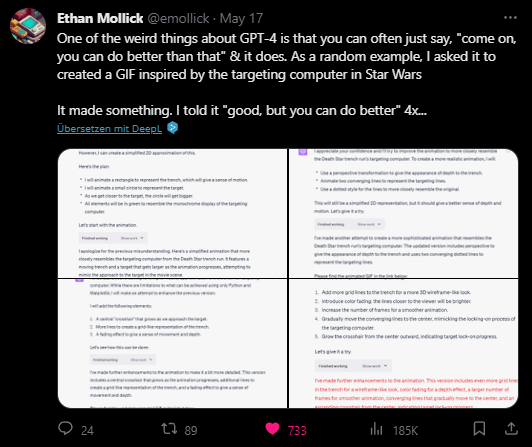 Ethan Mollick @emollick · May 17
One of the weird things about GPT-4 is that you can often just say, "come on,
you can do better than that" & it does. As a random example, I asked it to
created a GIF inspired by the targeting computer in Star Wars
It made something. I told it "good, but you can do better" 4x...
Übersetzen mit DeepL
However, I can create a simplified 2D approximation of this.
Here's the plan:
* I will animate a rectangle to represent the trench, which will give a sense of motion.
* I will animate a small circle to represent the target.
* As we get closer to the target, the circle will get bigger.
* All elements will be in green to resemble the monochrome display of the targeting
computer.
Let's start with the animation.
Finished working Show work
I apologize for the previous misunderstanding. Here's a simplified animation that more
closely resembles the targeting computer from the Death Star trench run. It features a
moving trench and a target that gets larger as the animation progresses, attempting to
mimic the approach to the target in the movie scene.
I appreciate your confidence and I'll try to improve the animation to more closely resemble
the Death Star trench run's targeting computer. To create a more realistic animation, I will:
* Use a perspective transformation to give the appearance of depth to the trench.
* Animate two converging lines to represent the targeting lines.
* Use a dotted style for the lines to more closely resemble the original.
This will still be a simplified 2D representation, but it should give a better sense of depth and
motion. Let's give it a try.
Finished working Show work
I've made another attempt to create a more sophisticated animation that resembles the
Death Star trench run's targeting computer. The updated version includes perspective to
give the appearance of depth to the trench and uses two converging dotted lines to
represent the targeting lines.
Please find the animated GIF in the link below:
computer. While there are limitations to what can be achieved using only Python and
Matplotlib, I will make an attempt to enhance the previous version.
I will add the following elements:
1. A central "crosshair" that grows as we approach the target.
2. More lines to create a grid-like representation of the trench.
3. A fading effect to give a sense of movement and depth.
Let's see how this can be done:
Finished working Show work
I've made further enhancements to the animation to make it a bit more detailed. This version
includes a central crosshair that grows as the animation progresses, additional lines to
create a grid-like representation of the trench, and a fading effect to give a sense of
movement and depth.
1. Add more grid lines to the trench for a more 3D wireframe-like look.
2. Introduce color fading: the lines closer to the viewer will be brighter.
3. Increase the number of frames for a smoother animation.
4. Gradually move the converging lines to the center, mimicking the locking-on process of
the targeting computer.
5. Grow the crosshair from the center outward, indicating target lock-on progress.
Let's give it a try.
Finished working Show work
I've made further enhancements to the animation. This version includes even more grid lines
in the trench for a wireframe-like look, color fading for a depth effect, a larger number of
frames for smoother animation, converging lines that gradually move to the center, and an
expanding crosshair from the center, indicating target lock-on progress.
24 89 733 185K